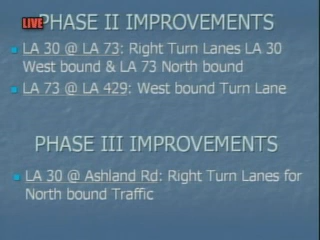 LIVE
PHASE II IMPROVEMENTS
LA 30 @ LA 73: Right Turn Lanes LA 30
West bound & LA 73 North bound
LA 73 @ LA 429: West bound Turn Lane
PHASE III IMPROVEMENTS
LA 30 @ Ashland Rd: Right Turn Lanes for
North bound Traffic